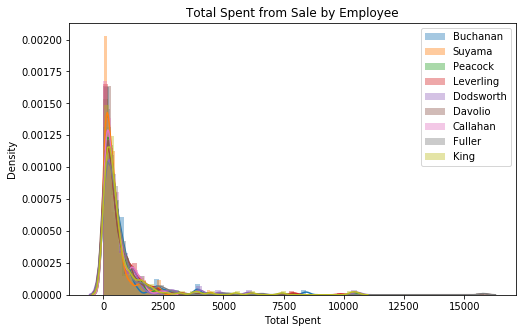 Total Spent from Sale by Employee
Density
0.00200
0.00175
0.00150
0.00125
0.00100
0.00075
0.00050
0.00025
0.00000
Buchanan
Suyama
Peacock
Leverling
Dodsworth
Davolio
Callahan
Fuller
King
0
2500
5000
7500
10000
12500
15000
Total Spent